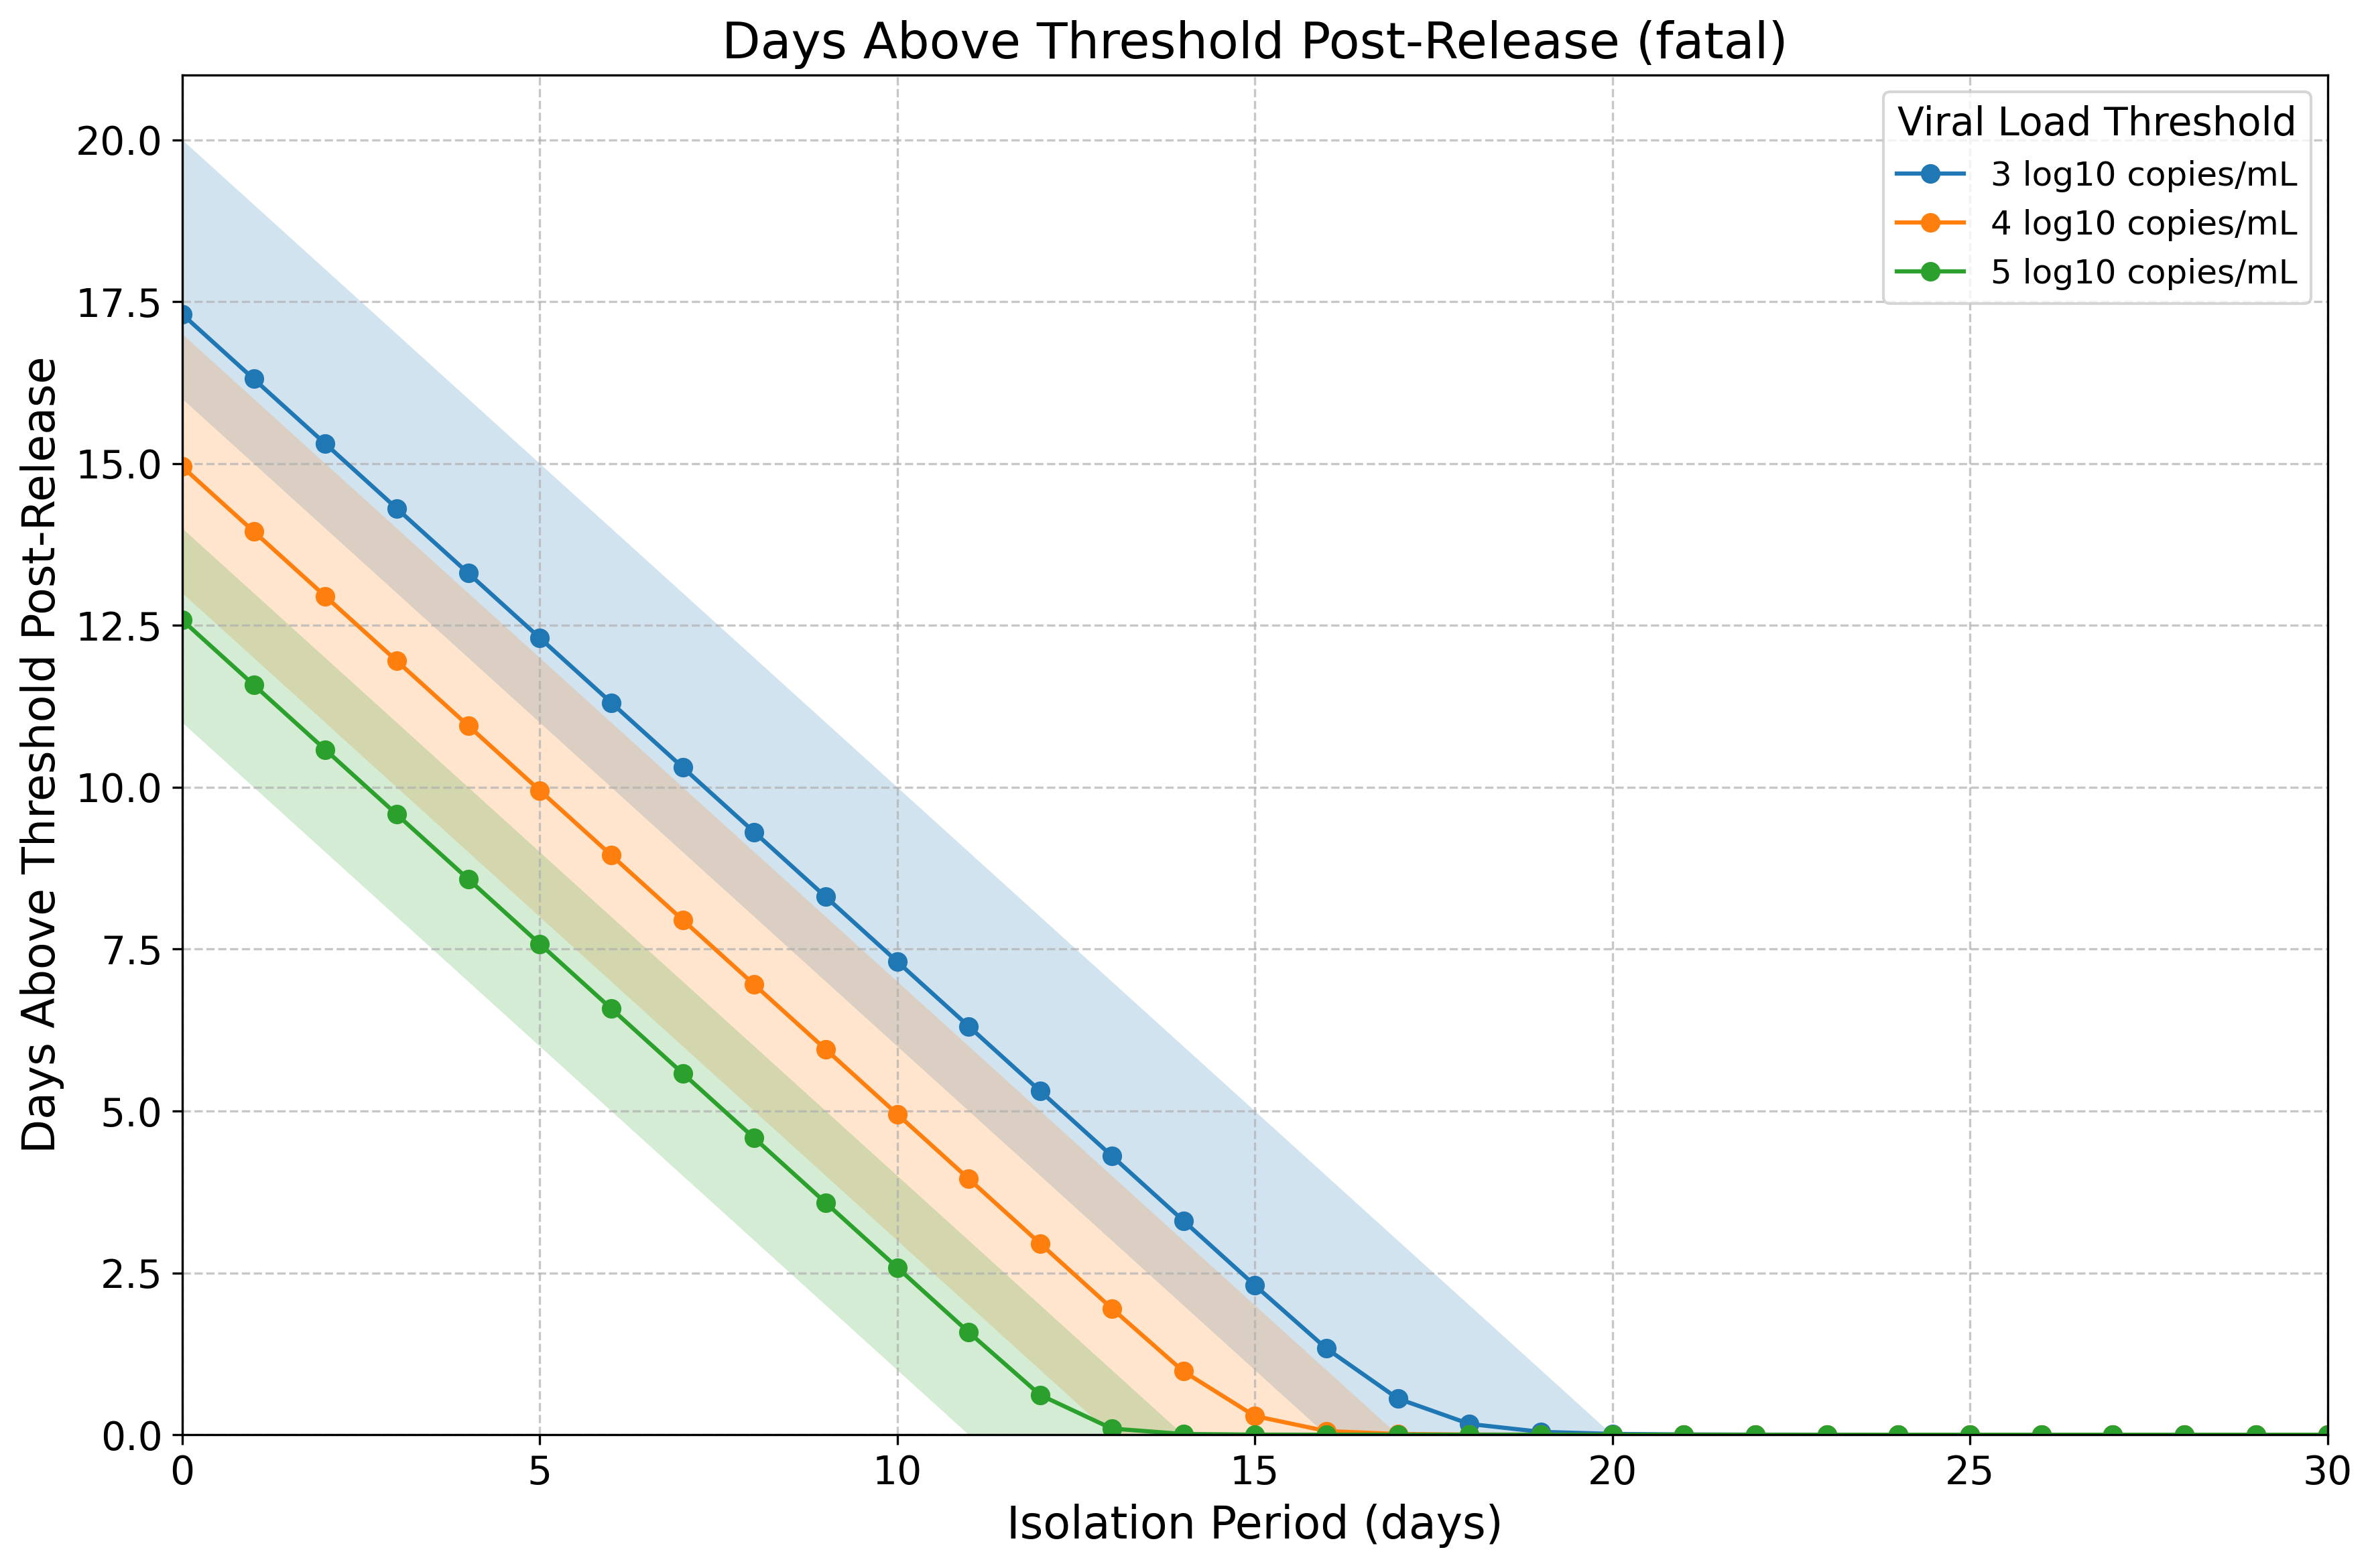 Days Above Threshold Post-Release (fatal)
Viral Load Threshold
3 log10 copies/mL
4 log10 copies/mL
5 log10 copies/mL
Days Above Threshold Post-Release
20.0
17.5
15.0
12.5
10.0
7.5
5.0
2.5
0.0
0 5 10 15 20 25 30
Isolation Period (days)